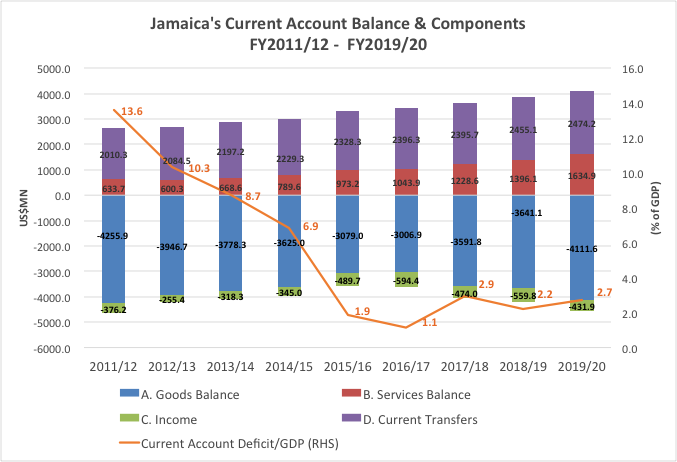 Jamaica's Current Account Balance & Components
FY2011/12 - FY2019/20
5000.0
4000.0
3000.0
2000.0
1000.0
0.0
-1000.0
-2000.0
-3000.0
-4000.0
-5000.0
-6000.0
US$MN
16.0
14.0
12.0
10.0
8.0
6.0
4.0
2.0
0.0
(% of GDP)
2010.3 2084.5 2197.2 2229.3 2328.3 2396.3 2395.7 2455.1 2474.2
633.7 600.3 668.6 789.6 973.2 1043.9 1228.6 1396.1 1634.9
-4255.9 -3946.7 -3778.3 -3625.0 -3079.0 -3006.9 -3591.8 -3641.1 -4111.6
-376.2 -255.4 -318.3 -345.0 -489.7 -594.4 -474.0 -559.8 -431.9
13.6 10.3 8.7 6.9 1.9 1.1 2.9 2.2 2.7
2011/12 2012/13 2013/14 2014/15 2015/16 2016/17 2017/18 2018/19 2019/20
A. Goods Balance B. Services Balance
C. Income D. Current Transfers
Current Account Deficit/GDP (RHS)